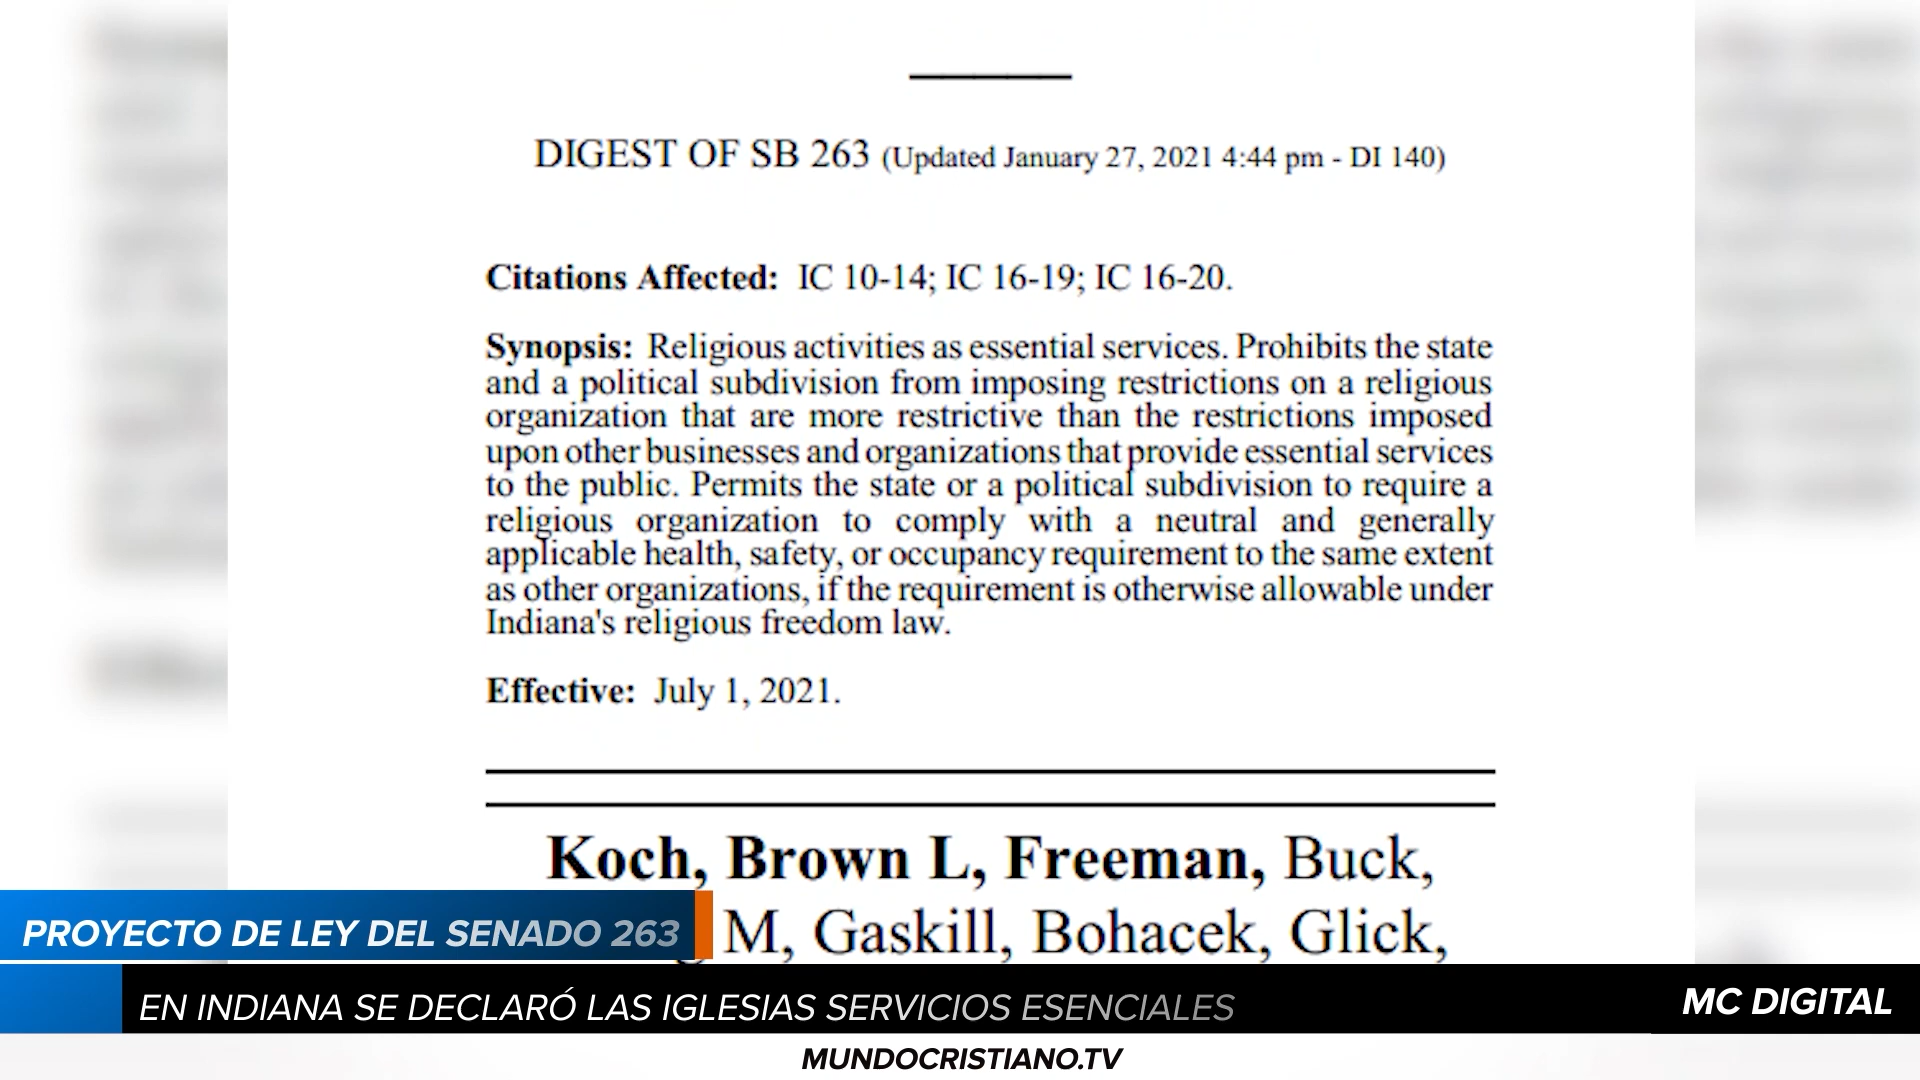 DIGEST OF SB 263 (Updated January 27, 2021 4:44 pm - DI 140)
Citations Affected: IC 10-14; IC 16-19; IC 16-20.
Synopsis: Religious activities as essential services. Prohibits the state
and a political subdivision from imposing restrictions on a religious
organization that are more restrictive than the restrictions imposed
upon other businesses and organizations that provide essential services
to the public. Permits the state or a political subdivision to require a
religious organization to comply with a neutral and generally
applicable health, safety, or occupancy requirement to the same extent
as other organizations, if the requirement is otherwise allowable under
Indiana's religious freedom law.
Effective: July 1, 2021.
Koch, Brown L, Freeman, Buck,
M, Gaskill, Bohacek, Glick,
PROYECTO DE LEY DEL SENADO 263
EN INDIANA SE DECLARÓ LAS IGLESIAS SERVICIOS ESENCIALES
MC DIGITAL
MUNDOCRISTIANO.TV